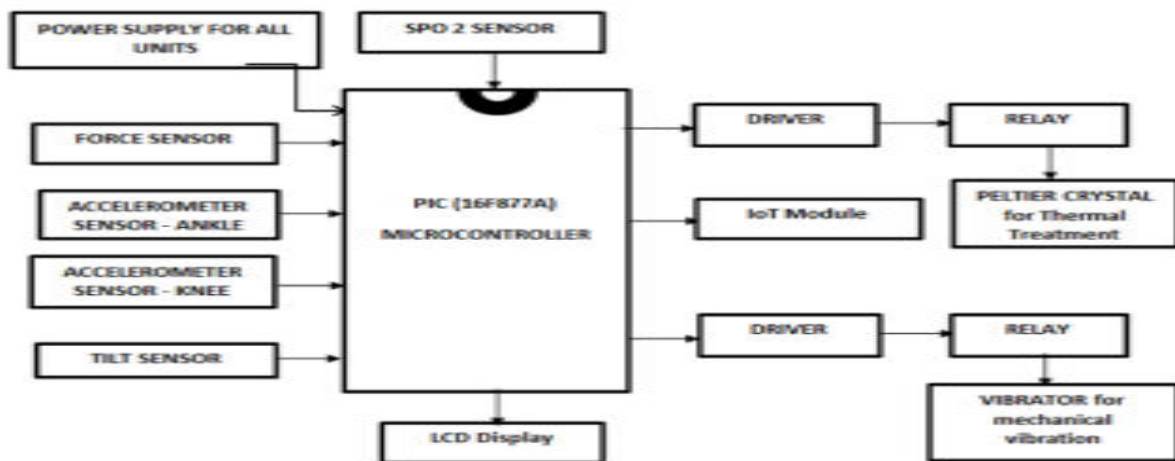 POWER SUPPLY FOR ALL
UNITS
SPO 2 SENSOR
FORCE SENSOR
ACCELEROMETER
SENSOR - ANKLE
ACCELEROMETER
SENSOR - KNEE
TILT SENSOR
PIC (16F877A)
MICROCONTROLLER
DRIVER
RELAY
PELTIER CRYSTAL
for Thermal
Treatment
IoT Module
DRIVER
RELAY
VIBRATOR for
mechanical
vibration
LCD Display